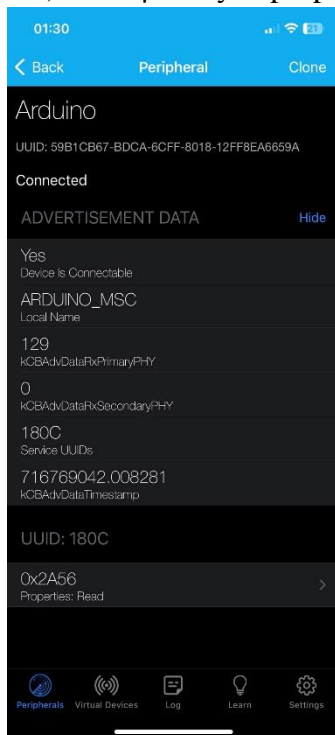 01:30
21
Back Peripheral Clone
Arduino
UUID: 59B1CB67-BDCA-6CFF-8018-12FF8EA6659A
Connected
ADVERTISEMENT DATA Hide
Yes
Device Is Connectable
ARDUINO_MSC
Local Name
129
kCBAdvDataRxPrimaryPHY
0
kCBAdvDataRxSecondaryPHY
180C
Service UUIDs
716769042.008281
kCBAdvDataTimestamp
UUID: 180C
0x2A56
Properties: Read
Peripherals Virtual Devices Log Learn Settings